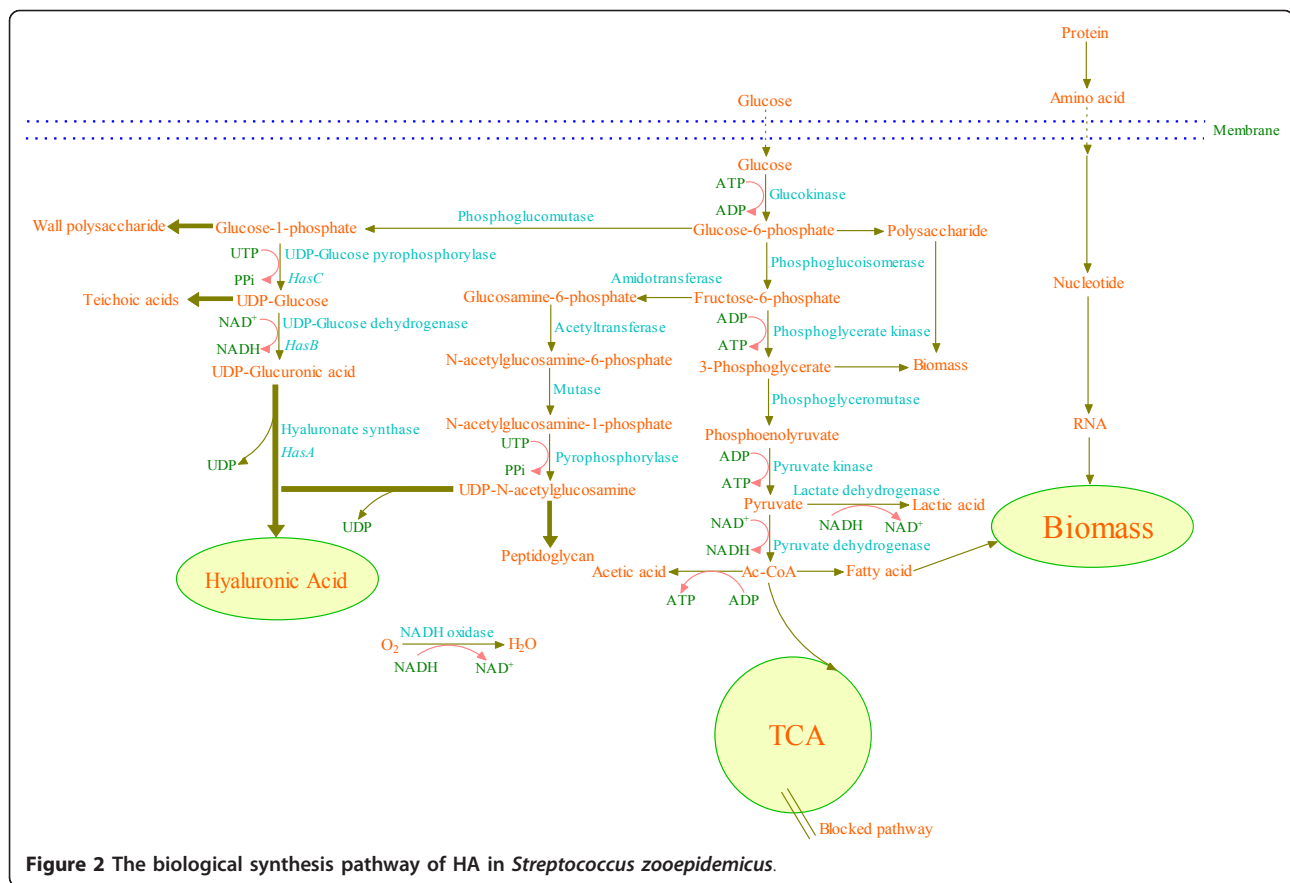 Protein
Glucose
Amino acid
Membrane
Glucose
ATP
Glucokinase
ADP
Wall polysaccharide
Glucose-1-phosphate
Phosphoglucomutase
Glucose-6-phosphate
Polysaccharide
UTP
UDP-Glucose pyrophosphorylase
PPi
HasC
Phosphoglucoisomerase
Amidotransferase
Nucleotide
Teichoic acids
UDP-Glucose
Glucosamine-6-phosphate
Fructose-6-phosphate
NAD+
UDP-Glucose dehydrogenase
NADH
HasB
Acetyltransferase
ADP
Phosphoglycerate kinase
ATP
UDP-Glucuronic acid
N-acetylglucosamine-6-phosphate
3-Phosphoglycerate
Biomass
Mutase
Phosphoglyceromutase
N-acetylglucosamine-1-phosphate
Phosphoenolyruvate
RNA
Hyaluronate synthase
HasA
UDP
UTP
Pyrophosphorylase
PPi
ADP
Pyruvate kinase
ATP
UDP-N-acetylglucosamine
UDP
Lactate dehydrogenase
Pyruvate
Lactic acid
NADH
NAD+
NAD+
Pyruvate dehydrogenase
NADH
Biomass
Peptidoglycan
Hyaluronic Acid
Acetic acid
Ac-CoA
Fatty acid
ATP
ADP
NADH oxidase
O2
H2O
NADH
NAD+
TCA
Blocked pathway
Figure 2 The biological synthesis pathway of HA in Streptococcus zooepidemicus.